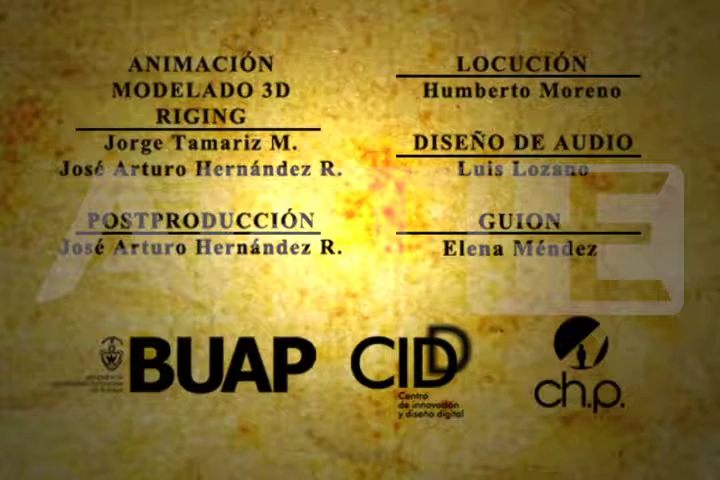 ANIMACIÓN
MODELADO 3D
RIGING
Jorge Tamariz M.
José Arturo Hernández R.
POSTPRODUCCIÓN
José Arturo Hernández R.
LOCUCIÓN
Humberto Moreno
DISEÑO DE AUDIO
Luis Lozano
GUION
Elena Méndez
BUAP
CIDD
Centro
de innovación
y diseño digital
ch.p.